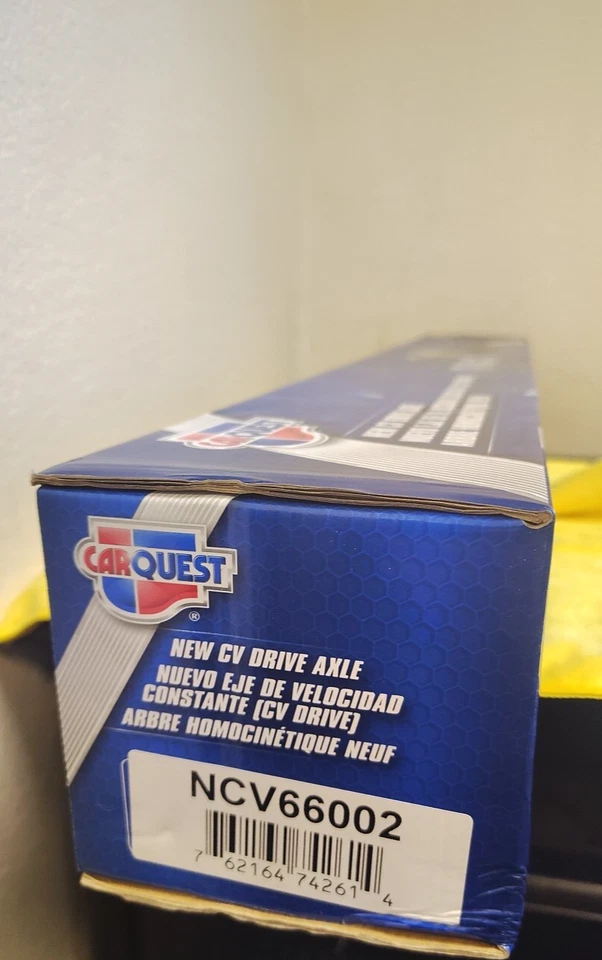 CARQUEST
®
NEW CV DRIVE AXLE
NUEVO EJE DE VELOCIDAD
CONSTANTE (CV DRIVE)
ARBRE HOMOCINÉTIQUE NEUF
NCV66002
7 62164 74261 4